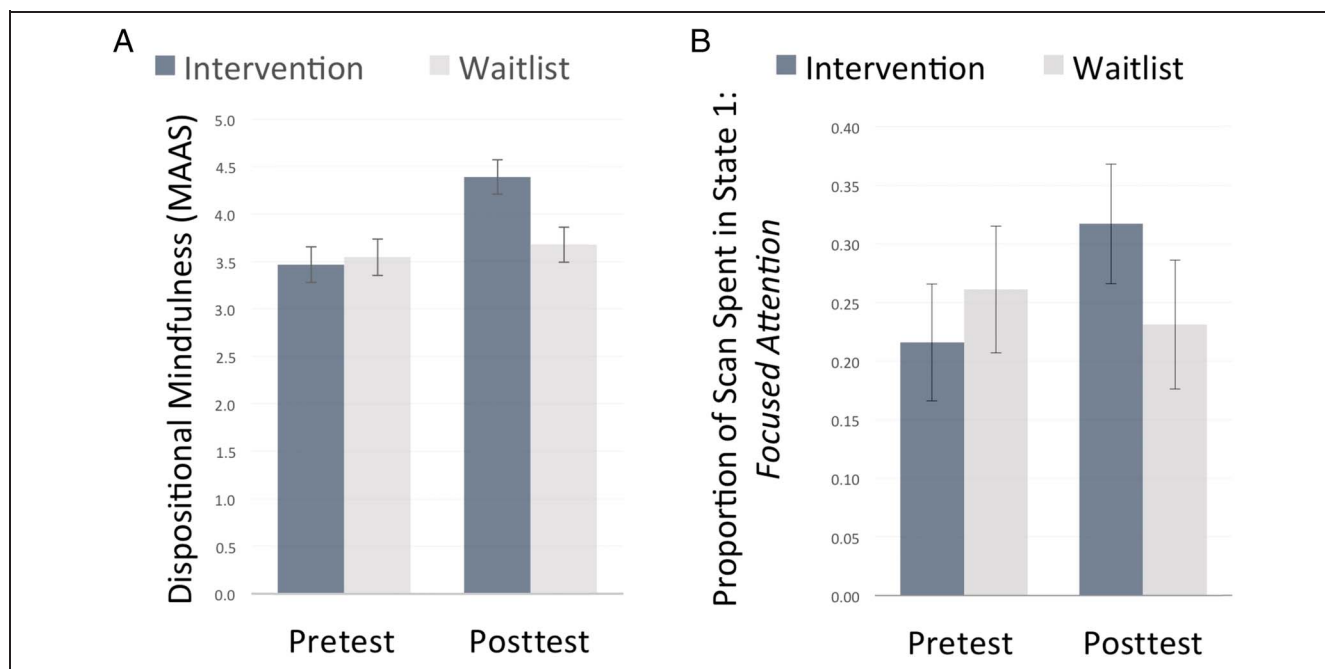 A
Intervention
Waitlist
Dispositional Mindfulness (MAAS)
5.0
4.5
4.0
3.5
3.0
2.5
2.0
1.5
1.0
0.5
0.0
Pretest
Posttest
B
Intervention
Waitlist
Proportion of Scan Spent in State 1:
Focused Attention
0.40
0.35
0.30
0.25
0.20
0.15
0.10
0.05
0.00
Pretest
Posttest